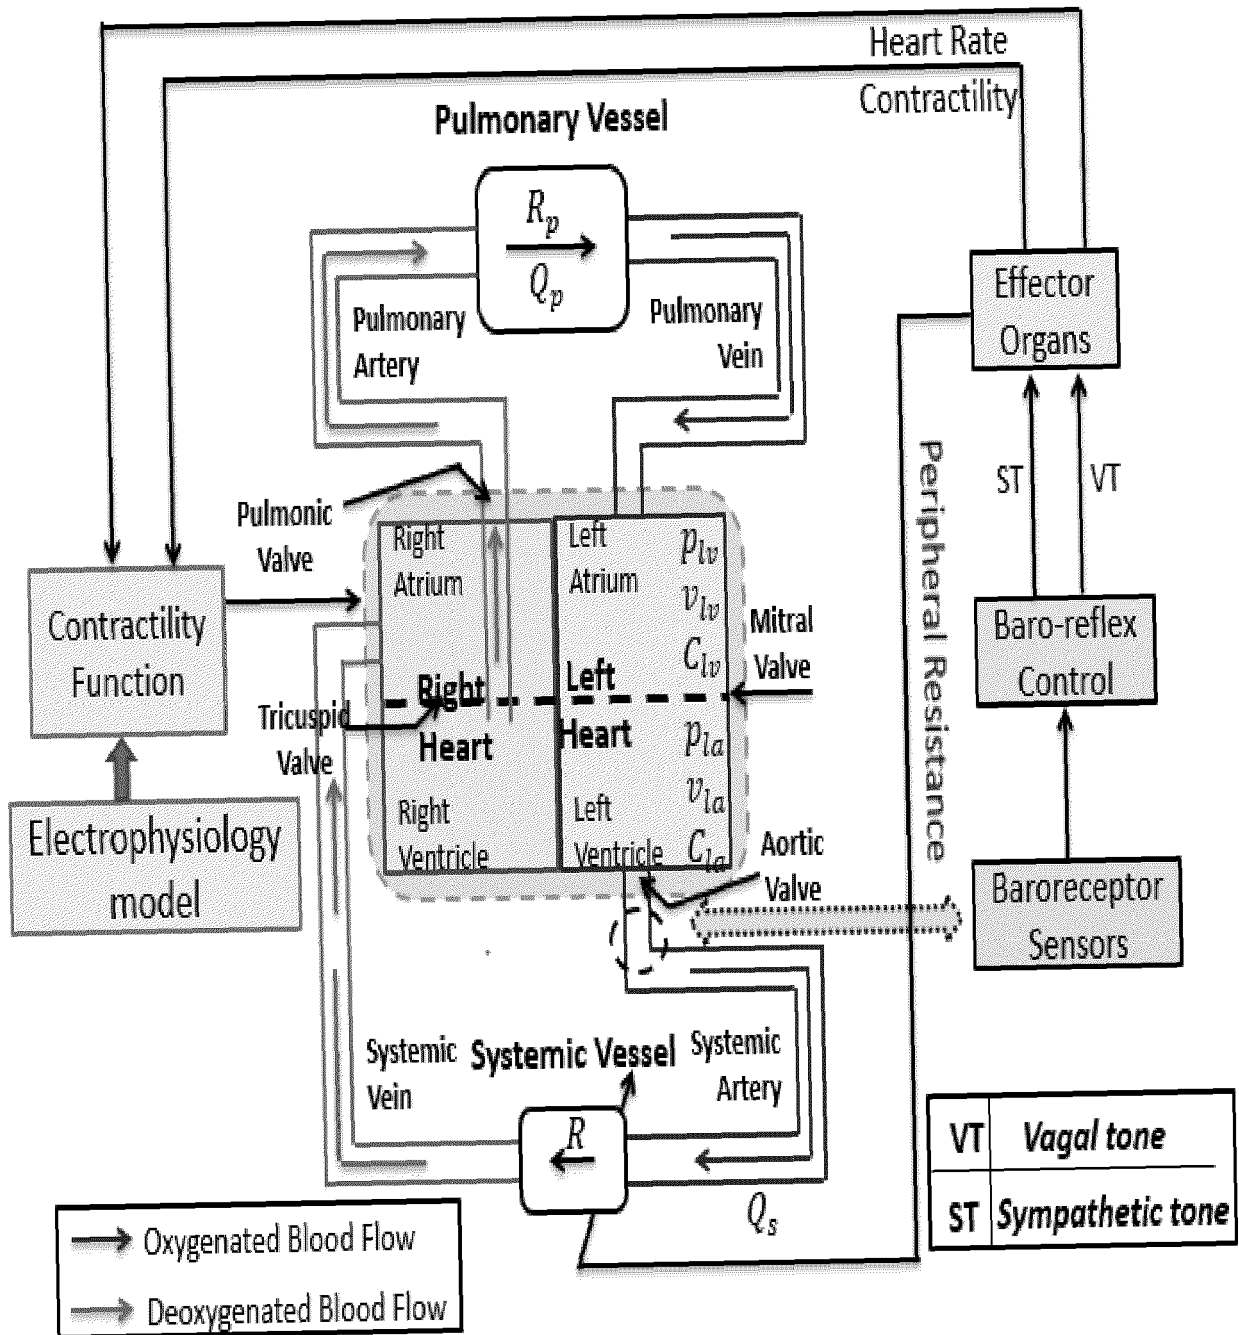 Heart Rate
Contractility
Pulmonary Vessel
R_p
Q_p
Pulmonary
Artery
Pulmonary
Vein
Effector
Organs
ST
VT
Peripheral Resistance
Pulmonic
Valve
Right
Atrium
Left
Atrium
p_lv
v_lv
C_lv
Mitral
Valve
Contractility
Function
Baro-reflex
Control
Right
Heart
Left
Heart
Tricuspid
Valve
p_la
v_la
C_la
Right
Ventricle
Left
Ventricle
Aortic
Valve
Electrophysiology
model
Baroreceptor
Sensors
Systemic
Vein
Systemic Vessel
Systemic
Artery
R
Q_s
VT Vagal tone
ST Sympathetic tone
Oxygenated Blood Flow
Deoxygenated Blood Flow